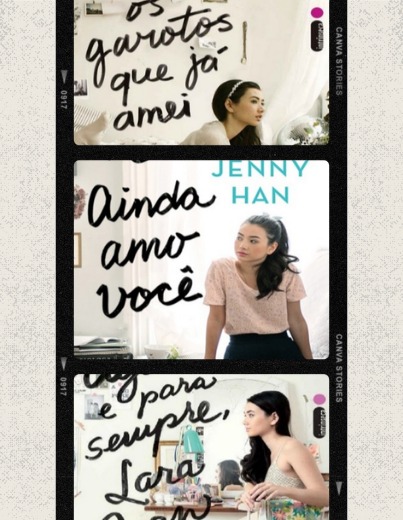 os
garotos
que já
amei
CANVA STORIES
0917
JENNY
HAN
Ainda
amo
você
CANVA STORIES
0917
e para
sempre,
Lara